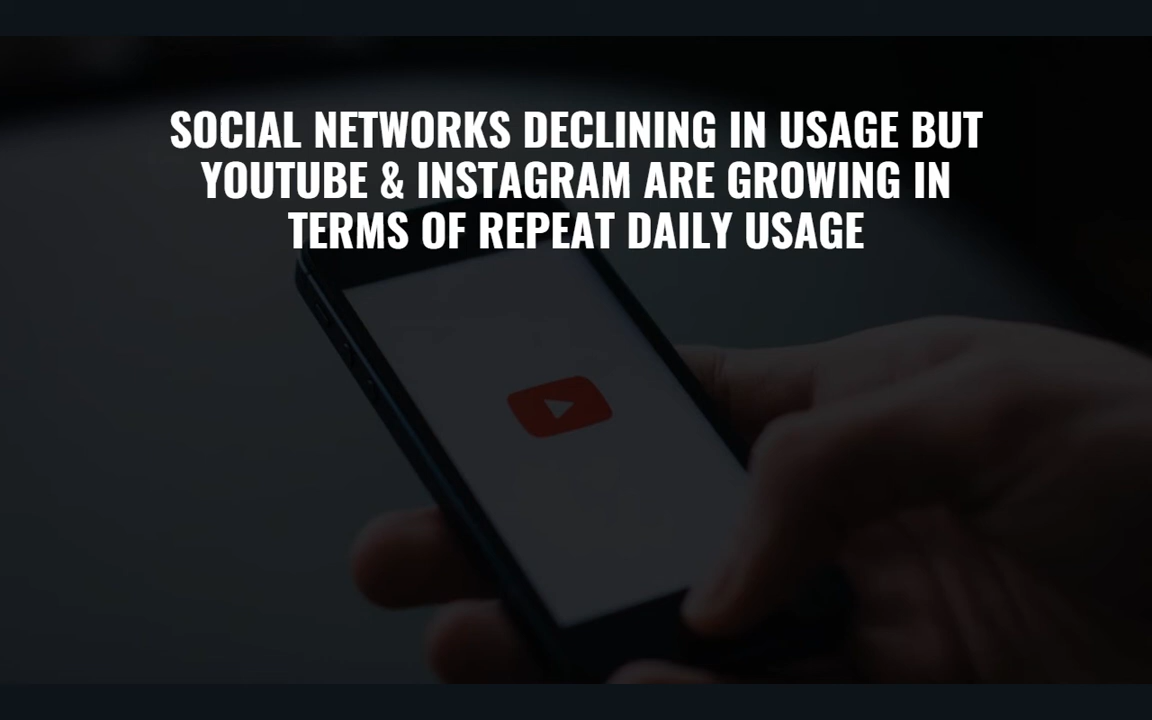 SOCIAL NETWORKS DECLINING IN USAGE BUT
YOUTUBE & INSTAGRAM ARE GROWING IN
TERMS OF REPEAT DAILY USAGE